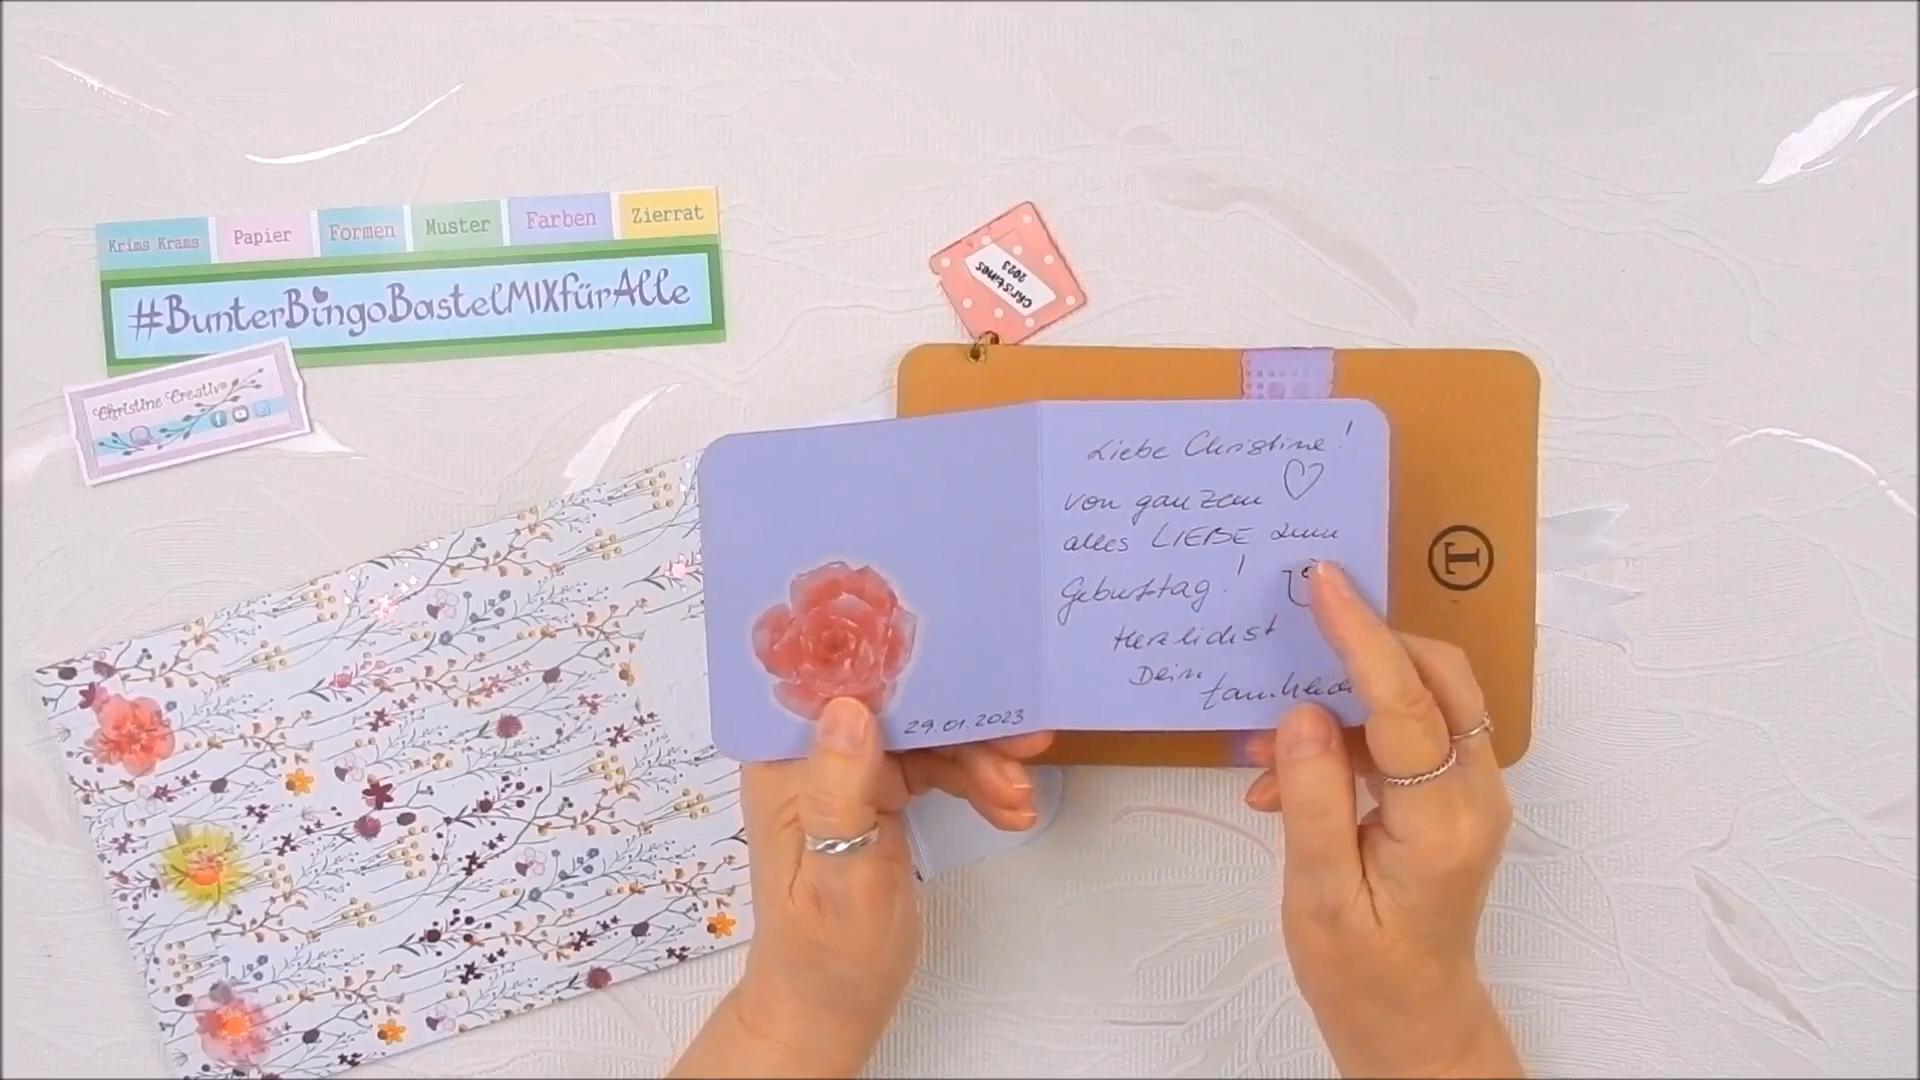 Krims Krams
Papier
Formen
Muster
Farben
Zierrat
#BunterBingoBastelMIXfürAlle
Christine Creativ
Christines
2023
Liebe Christine!
von ganzem ♡
alles LIEBE zum
Geburtstag!
Herzlichst
Dein
29.01.2023
T